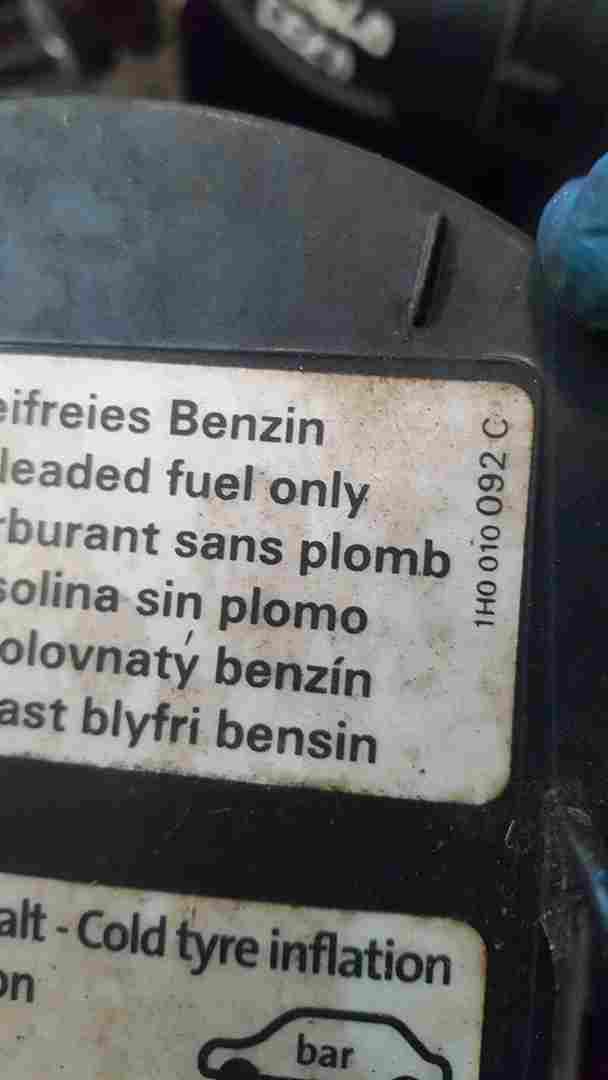 eifreies Benzin
leaded fuel only
rburant sans plomb
solina sin plomo
olovnatý benzín
ast blyfri bensin
1H0 010 092 C
alt - Cold tyre inflation
on
bar